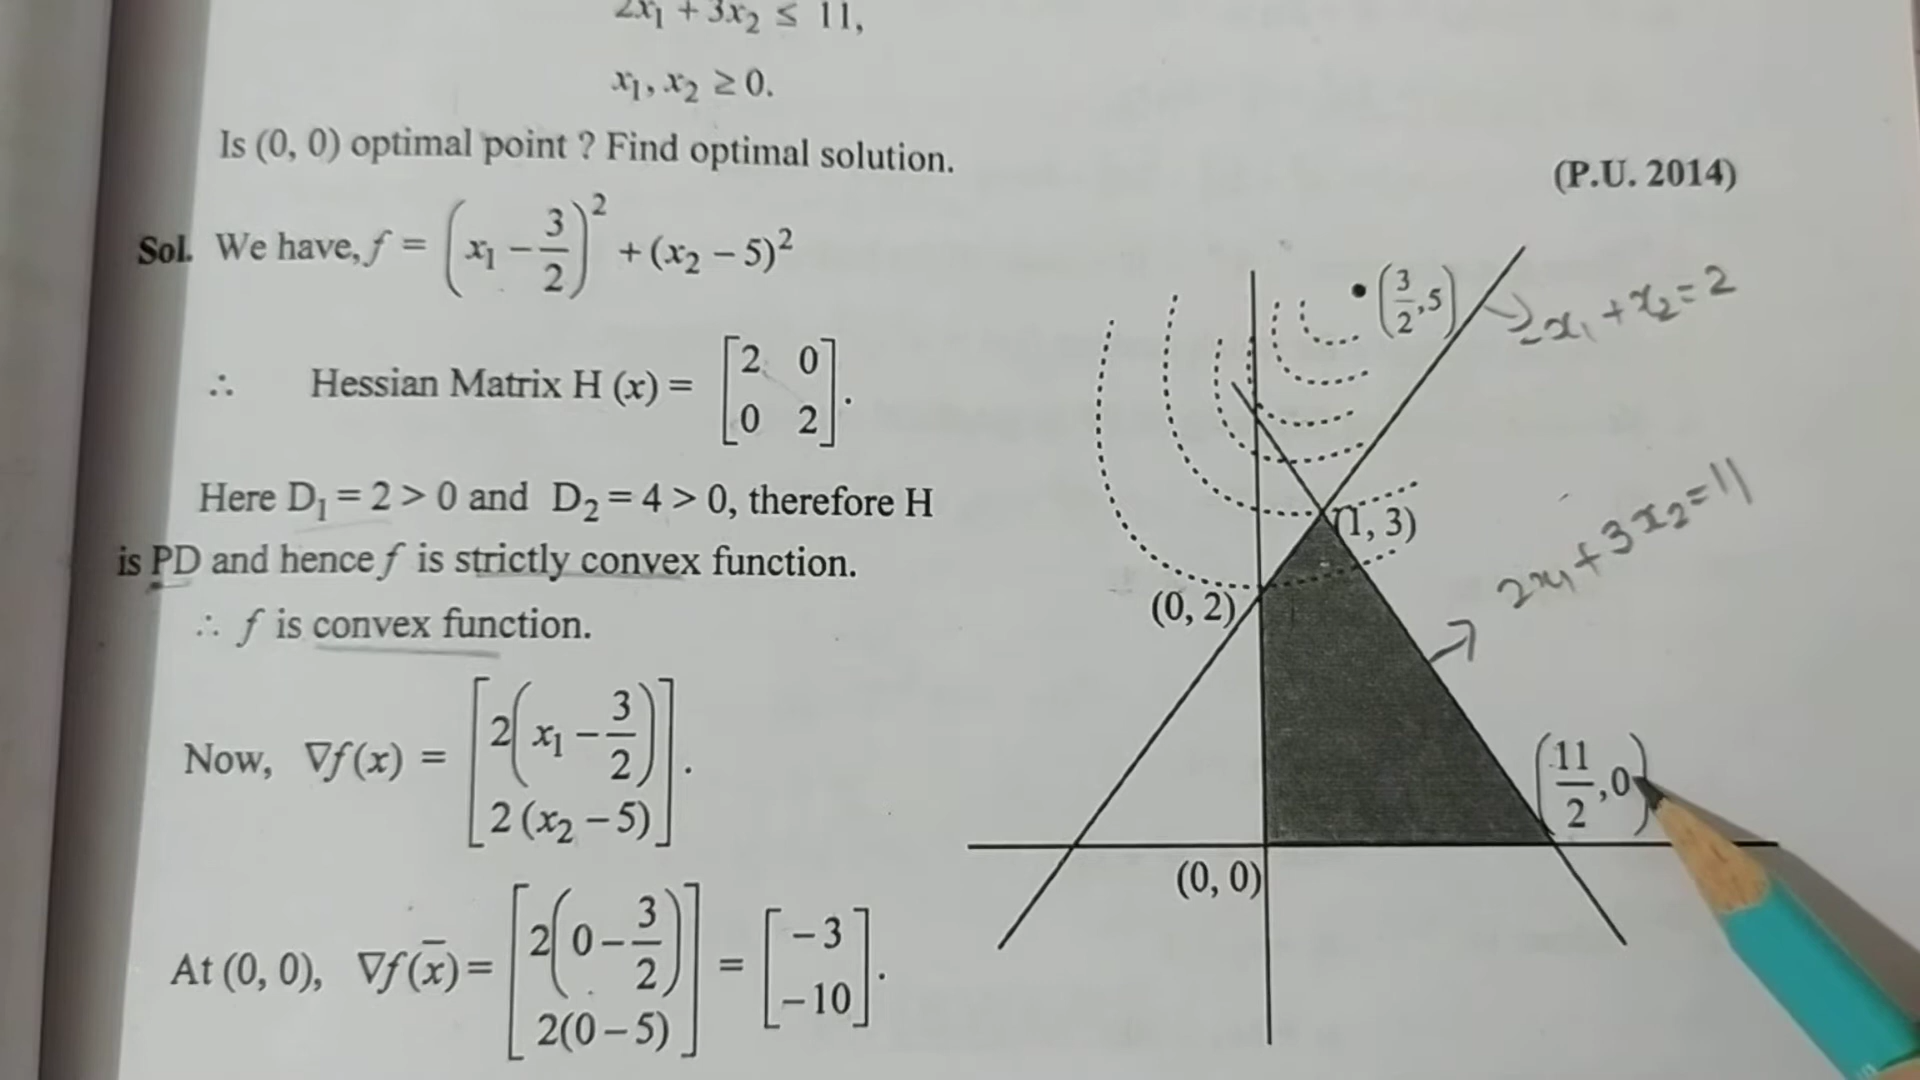 2x₁ + 3x₂ ≤ 11,
x₁, x₂ ≥ 0.
Is (0, 0) optimal point ? Find optimal solution.
(P.U. 2014)
Sol. We have, f = (x₁ − 3/2)² + (x₂ − 5)²
∴ Hessian Matrix H (x) = [2 0
0 2].
Here D₁ = 2 > 0 and D₂ = 4 > 0, therefore H
is PD and hence f is strictly convex function.
∴ f is convex function.
Now, ∇f(x) = [2(x₁ − 3/2)
2 (x₂ − 5)].
At (0, 0), ∇f(x̄) = [2(0 − 3/2)
2(0 − 5)] = [−3
−10].
(3/2, 5)
-x₁ + x₂ = 2
(1, 3)
2x₁ + 3x₂ = 11
(0, 2)
(11/2, 0)
(0, 0)